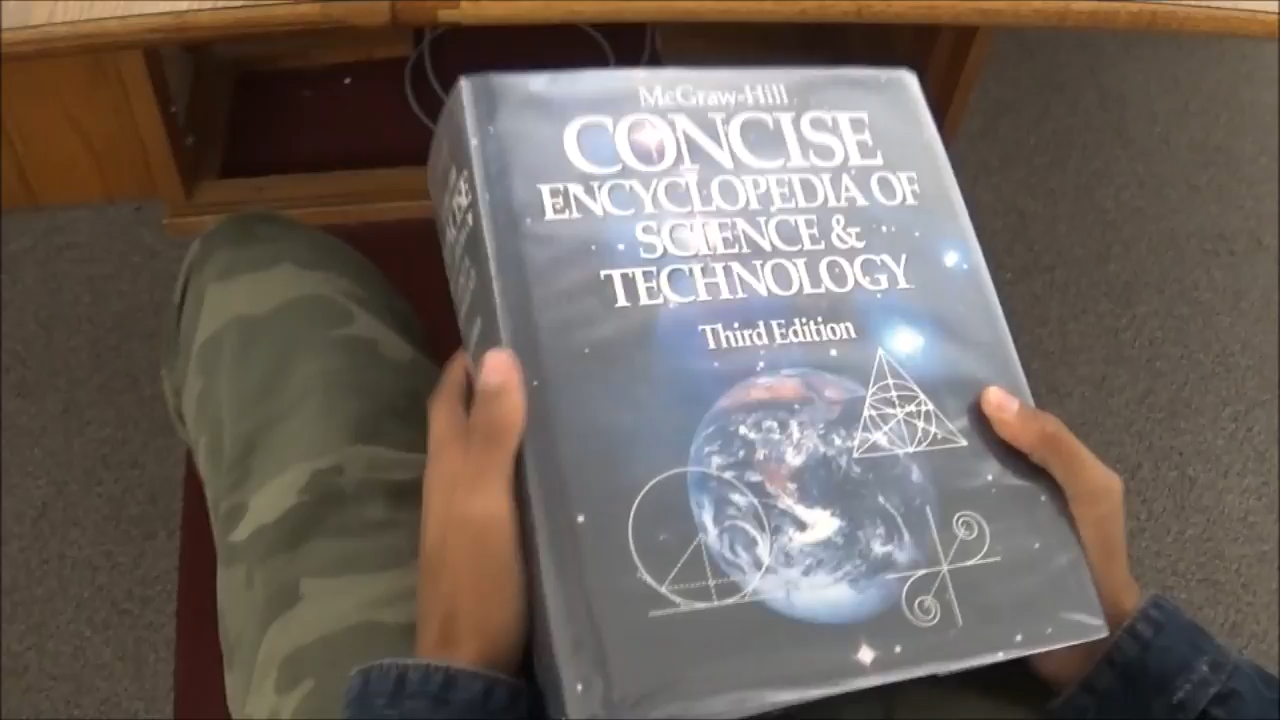 McGraw-Hill
CONCISE
ENCYCLOPEDIA OF
SCIENCE &
TECHNOLOGY
Third Edition